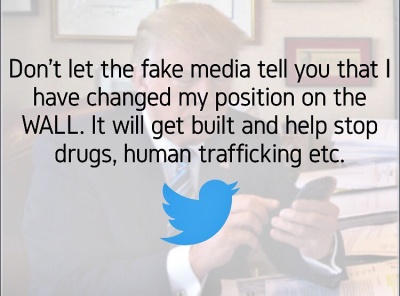 Don't let the fake media tell you that I
have changed my position on the
WALL. It will get built and help stop
drugs, human trafficking etc.